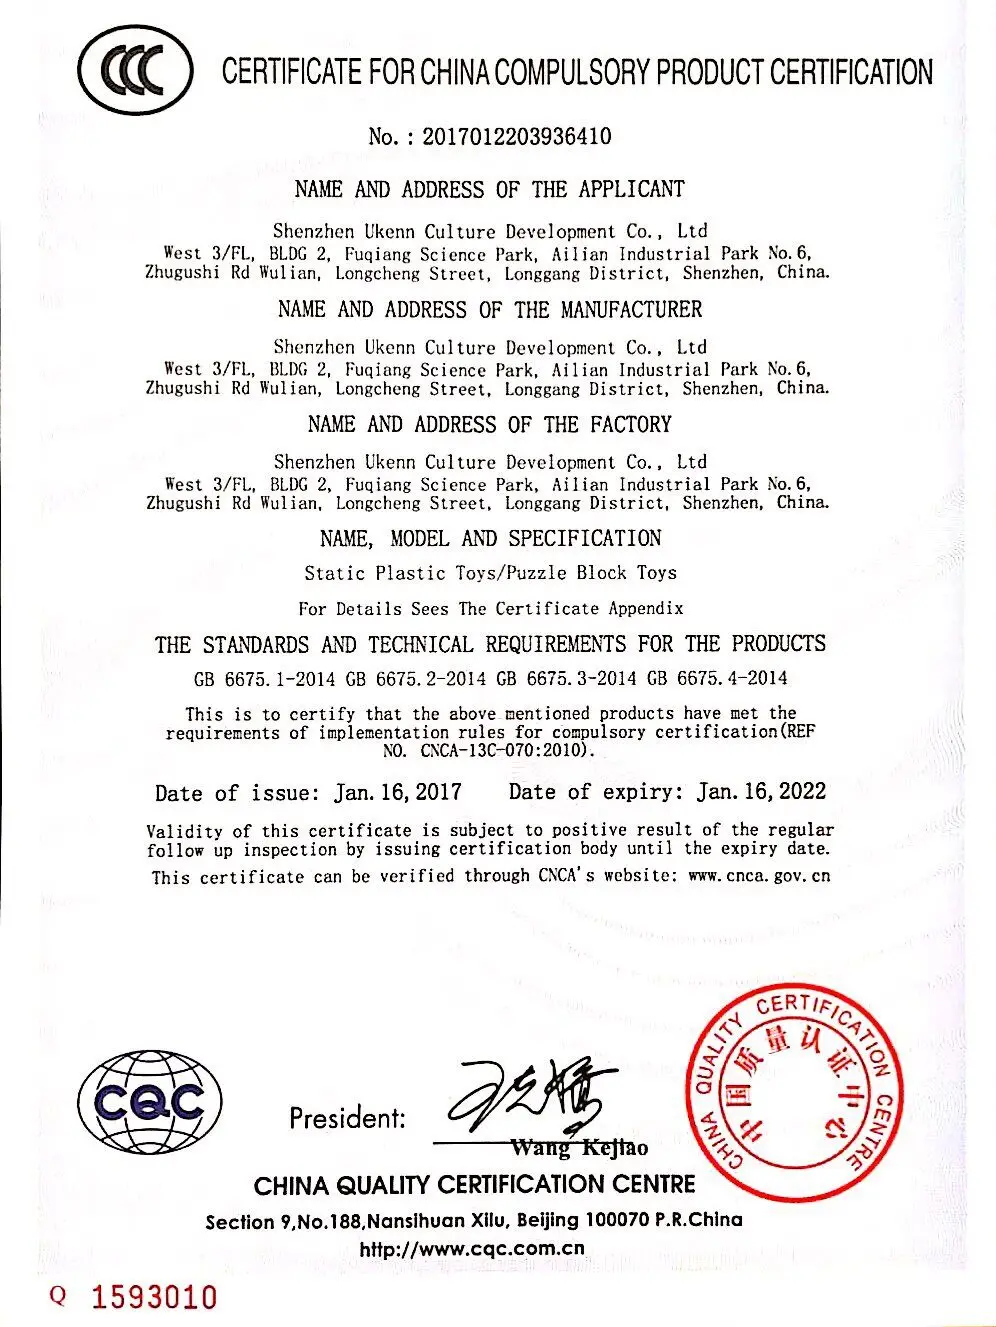 CCC
CERTIFICATE FOR CHINA COMPULSORY PRODUCT CERTIFICATION
No. : 2017012203936410
NAME AND ADDRESS OF THE APPLICANT
Shenzhen Ukenn Culture Development Co., Ltd
West 3/FL, BLDG 2, Fuqiang Science Park, Ailian Industrial Park No.6,
Zhugushi Rd Wulian, Longcheng Street, Longgang District, Shenzhen, China.
NAME AND ADDRESS OF THE MANUFACTURER
Shenzhen Ukenn Culture Development Co., Ltd
West 3/FL, BLDG 2, Fuqiang Science Park, Ailian Industrial Park No.6,
Zhugushi Rd Wulian, Longcheng Street, Longgang District, Shenzhen, China.
NAME AND ADDRESS OF THE FACTORY
Shenzhen Ukenn Culture Development Co., Ltd
West 3/FL, BLDG 2, Fuqiang Science Park, Ailian Industrial Park No.6,
Zhugushi Rd Wulian, Longcheng Street, Longgang District, Shenzhen, China.
NAME, MODEL AND SPECIFICATION
Static Plastic Toys/Puzzle Block Toys
For Details Sees The Certificate Appendix
THE STANDARDS AND TECHNICAL REQUIREMENTS FOR THE PRODUCTS
GB 6675.1-2014 GB 6675.2-2014 GB 6675.3-2014 GB 6675.4-2014
This is to certify that the above mentioned products have met the
requirements of implementation rules for compulsory certification(REF
NO. CNCA-13C-070:2010).
Date of issue: Jan.16,2017 Date of expiry: Jan.16,2022
Validity of this certificate is subject to positive result of the regular
follow up inspection by issuing certification body until the expiry date.
This certificate can be verified through CNCA's website: www.cnca.gov.cn
CHINA QUALITY CERTIFICATION CENTRE
中国质量认证中心
CQC
President:
Wang Kejiao
CHINA QUALITY CERTIFICATION CENTRE
Section 9,No.188,Nansihuan Xilu, Beijing 100070 P.R.China
http://www.cqc.com.cn
Q 1593010